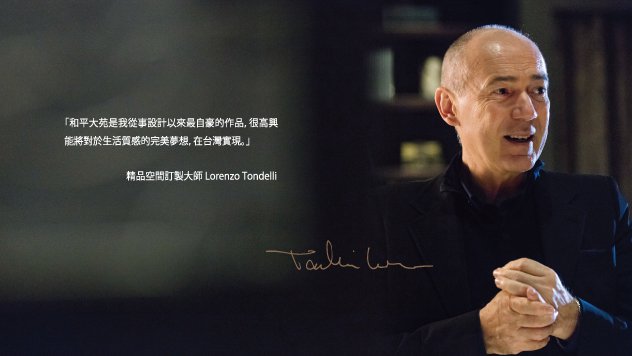 「和平大苑是我從事設計以來最自豪的作品, 很高興
能將對於生活質感的完美夢想, 在台灣實現。」
精品空間訂製大師 Lorenzo Tondelli